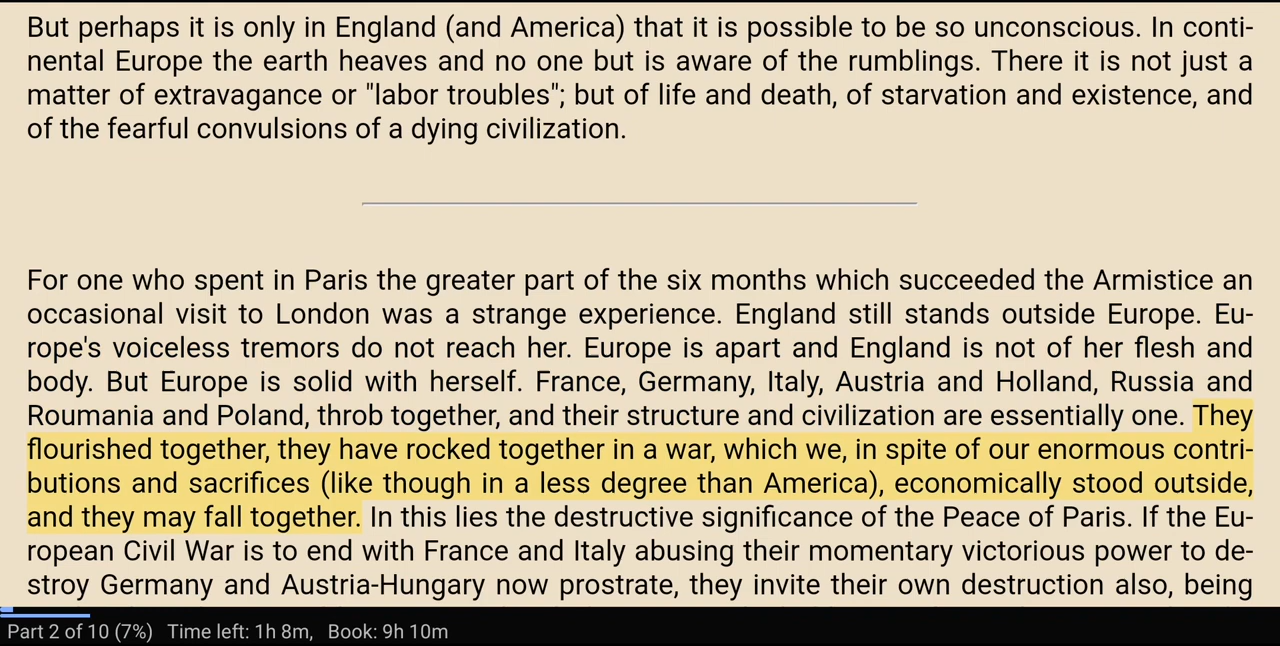 But perhaps it is only in England (and America) that it is possible to be so unconscious. In conti-
nental Europe the earth heaves and no one but is aware of the rumblings. There it is not just a
matter of extravagance or "labor troubles"; but of life and death, of starvation and existence, and
of the fearful convulsions of a dying civilization.
For one who spent in Paris the greater part of the six months which succeeded the Armistice an
occasional visit to London was a strange experience. England still stands outside Europe. Eu-
rope's voiceless tremors do not reach her. Europe is apart and England is not of her flesh and
body. But Europe is solid with herself. France, Germany, Italy, Austria and Holland, Russia and
Roumania and Poland, throb together, and their structure and civilization are essentially one. They
flourished together, they have rocked together in a war, which we, in spite of our enormous contri-
butions and sacrifices (like though in a less degree than America), economically stood outside,
and they may fall together. In this lies the destructive significance of the Peace of Paris. If the Eu-
ropean Civil War is to end with France and Italy abusing their momentary victorious power to de-
stroy Germany and Austria-Hungary now prostrate, they invite their own destruction also, being
Part 2 of 10 (7%) Time left: 1h 8m, Book: 9h 10m